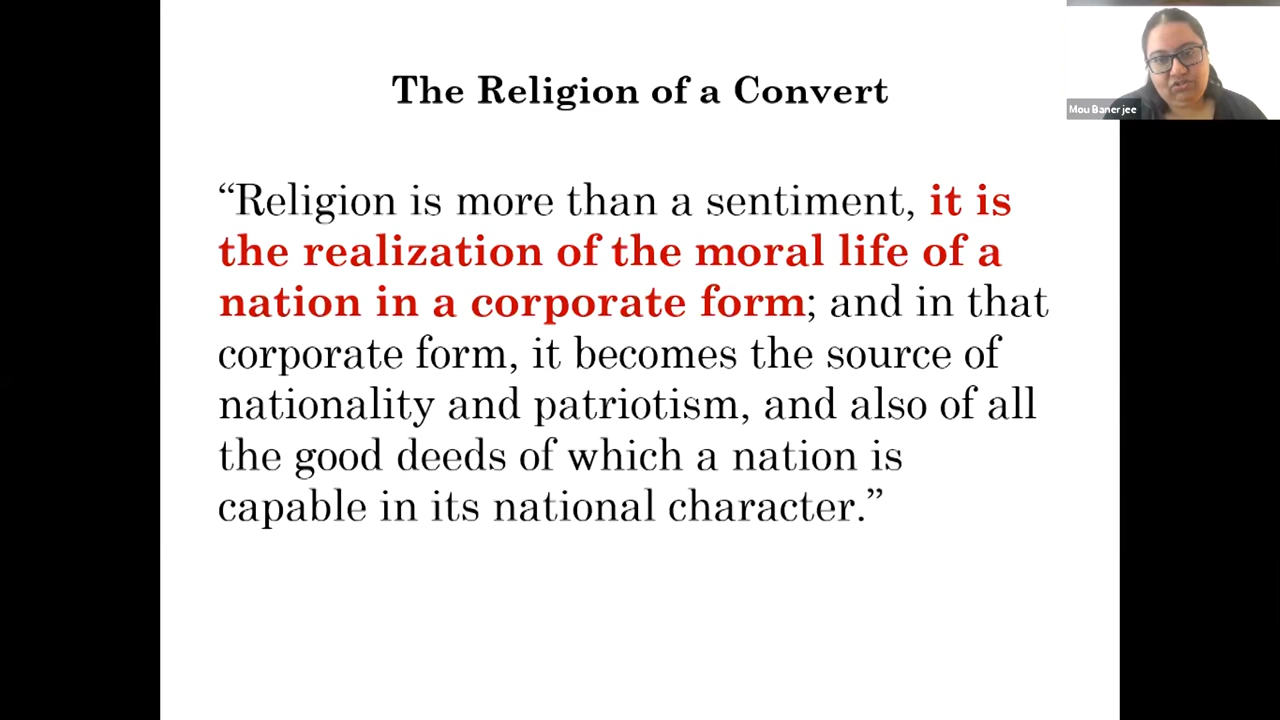 The Religion of a Convert
Mou Banerjee
“Religion is more than a sentiment, it is
the realization of the moral life of a
nation in a corporate form; and in that
corporate form, it becomes the source of
nationality and patriotism, and also of all
the good deeds of which a nation is
capable in its national character.”